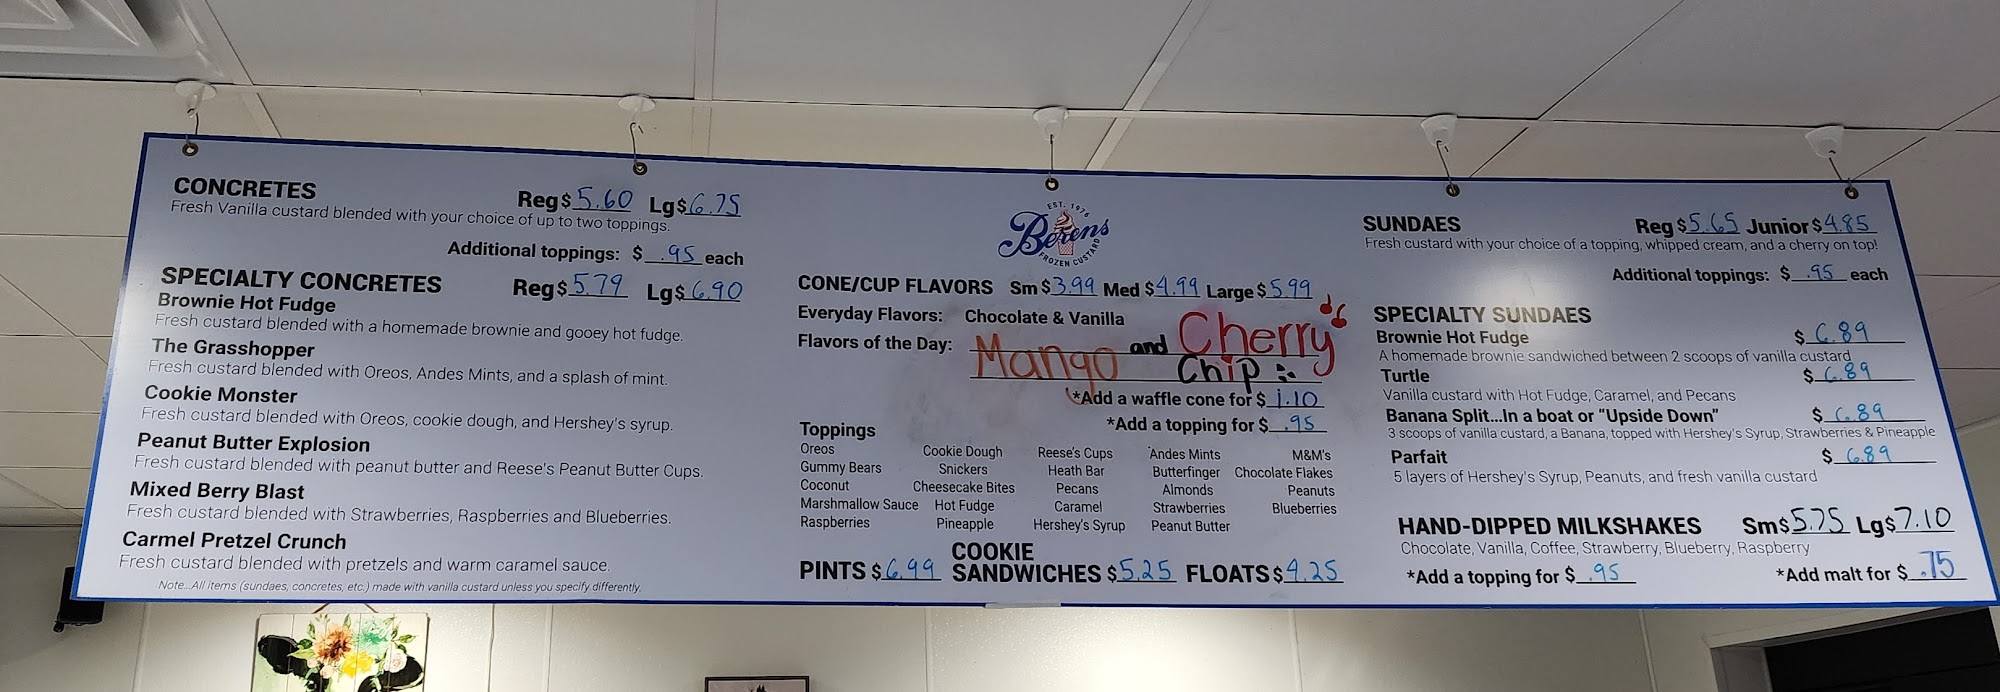 CONCRETES Reg $5.60 Lg $6.75
Fresh Vanilla custard blended with your choice of up to two toppings.
Additional toppings: $ .95 each
SPECIALTY CONCRETES Reg $5.79 Lg $6.90
Brownie Hot Fudge
Fresh custard blended with a homemade brownie and gooey hot fudge.
The Grasshopper
Fresh custard blended with Oreos, Andes Mints, and a splash of mint.
Cookie Monster
Fresh custard blended with Oreos, cookie dough, and Hershey's syrup.
Peanut Butter Explosion
Fresh custard blended with peanut butter and Reese's Peanut Butter Cups.
Mixed Berry Blast
Fresh custard blended with Strawberries, Raspberries and Blueberries.
Carmel Pretzel Crunch
Fresh custard blended with pretzels and warm caramel sauce.
Note...All items (sundaes, concretes, etc.) made with vanilla custard unless you specify differently.
EST. 1976
Berens
FROZEN CUSTARD
CONE/CUP FLAVORS Sm $3.99 Med $4.99 Large $5.99
Everyday Flavors: Chocolate & Vanilla
Flavors of the Day: Mango and Cherry
Chip
*Add a waffle cone for $ 1.10
*Add a topping for $ .95
Toppings
Oreos Cookie Dough Reese's Cups Andes Mints M&M's
Gummy Bears Snickers Heath Bar Butterfinger Chocolate Flakes
Coconut Cheesecake Bites Pecans Almonds Peanuts
Marshmallow Sauce Hot Fudge Caramel Strawberries Blueberries
Raspberries Pineapple Hershey's Syrup Peanut Butter
PINTS $6.99 COOKIE SANDWICHES $5.25 FLOATS $4.25
SUNDAES Reg $5.65 Junior $4.85
Fresh custard with your choice of a topping, whipped cream, and a cherry on top!
Additional toppings: $ .95 each
SPECIALTY SUNDAES
Brownie Hot Fudge $ 6.89
A homemade brownie sandwiched between 2 scoops of vanilla custard
Turtle $ 6.89
Vanilla custard with Hot Fudge, Caramel, and Pecans
Banana Split...In a boat or "Upside Down" $ 6.89
3 scoops of vanilla custard, a Banana, topped with Hershey's Syrup, Strawberries & Pineapple
Parfait $ 6.89
5 layers of Hershey's Syrup, Peanuts, and fresh vanilla custard
HAND-DIPPED MILKSHAKES Sm $5.75 Lg $7.10
Chocolate, Vanilla, Coffee, Strawberry, Blueberry, Raspberry
*Add a topping for $ .95 *Add malt for $ .75